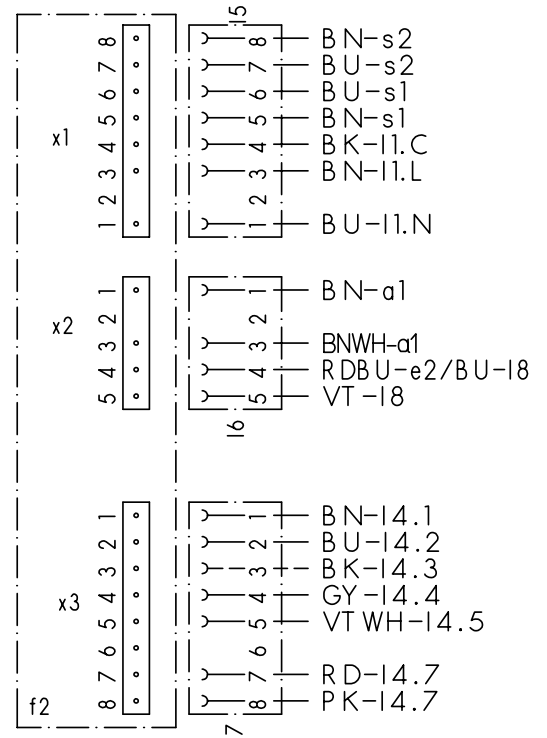 I5
x1
8 8 BN-s2
7 7 BU-s2
6 6 BU-s1
5 5 BN-s1
4 4 BK-I1.C
3 3 BN-I1.L
2 2
1 1 BU-I1.N
x2
1 1 BN-a1
2 2
3 3 BNWH-a1
4 4 RDBU-e2/BU-I8
5 5 VT-I8
I6
x3
1 1 BN-I4.1
2 2 BU-I4.2
3 3 BK-I4.3
4 4 GY-I4.4
5 5 VTWH-I4.5
6 6
7 7 RD-I4.7
8 8 PK-I4.7
f2
7